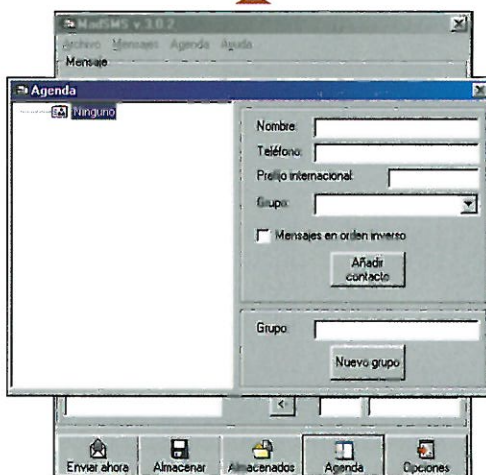 MadSMS v.3.0.2
Archivo Mensajes Agenda Ayuda
Mensaje
Agenda
Ninguno
Nombre:
Teléfono:
Prefijo internacional:
Grupo:
Mensajes en orden inverso
Añadir
contacto
Grupo:
Nuevo grupo
<-
Enviar ahora Almacenar Almacenados Agenda Opciones